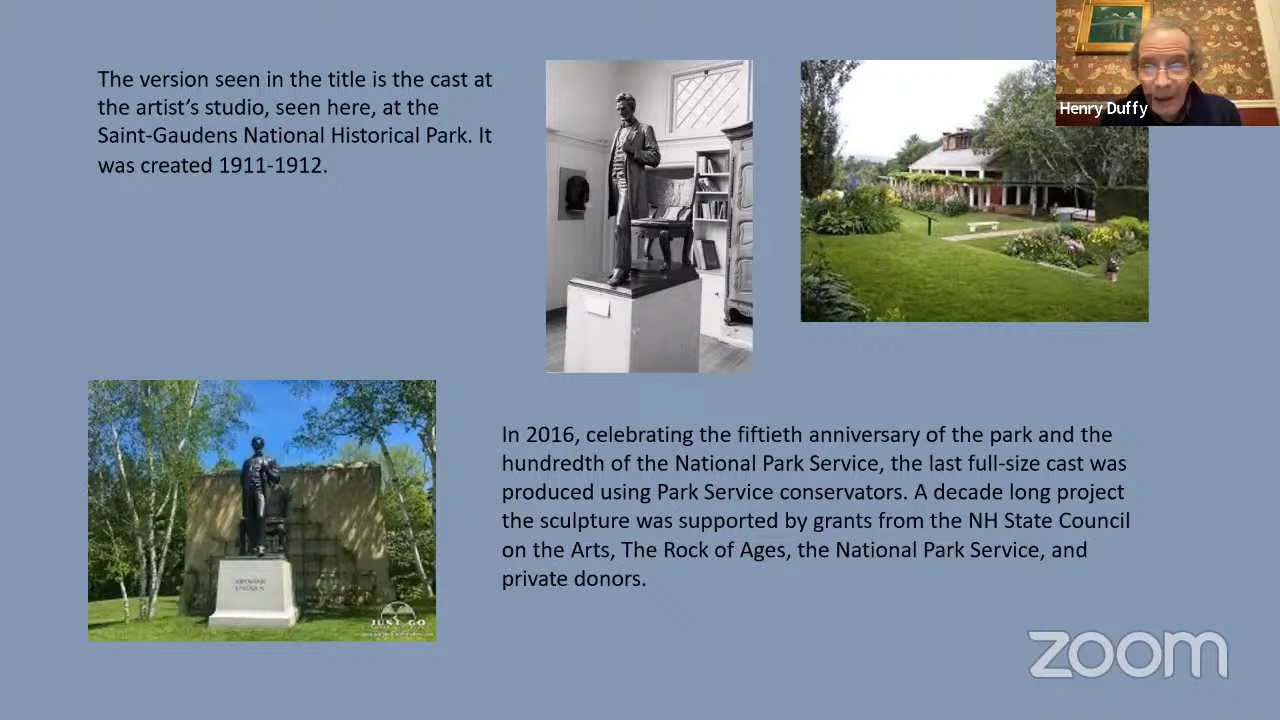 The version seen in the title is the cast at
the artist's studio, seen here, at the
Saint-Gaudens National Historical Park. It
was created 1911-1912.
Henry Duffy
ABRAHAM
LINCOLN
JUST GO
In 2016, celebrating the fiftieth anniversary of the park and the
hundredth of the National Park Service, the last full-size cast was
produced using Park Service conservators. A decade long project
the sculpture was supported by grants from the NH State Council
on the Arts, The Rock of Ages, the National Park Service, and
private donors.
zoom